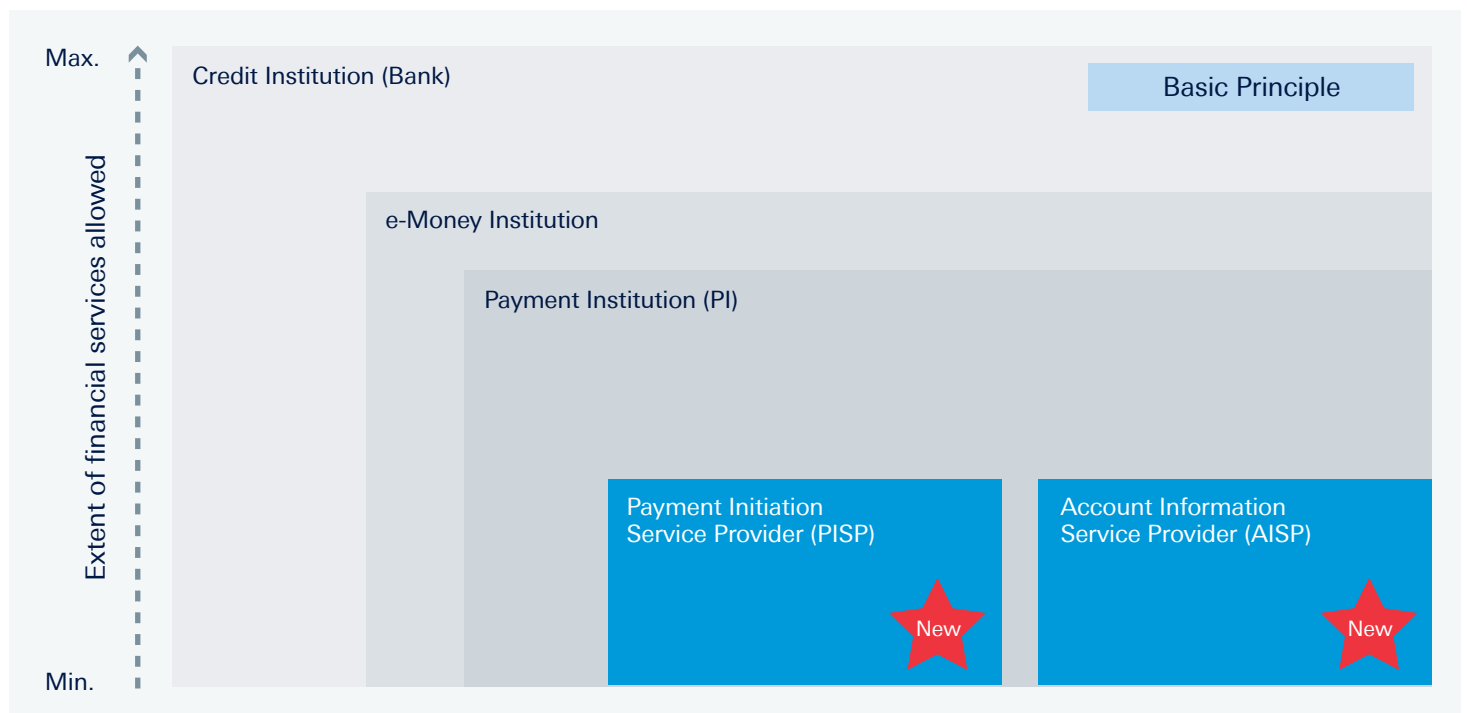 Max.
Credit Institution (Bank)
Basic Principle
Extent of financial services allowed
e-Money Institution
Payment Institution (PI)
Payment Initiation
Service Provider (PISP)
Account Information
Service Provider (AISP)
New
New
Min.